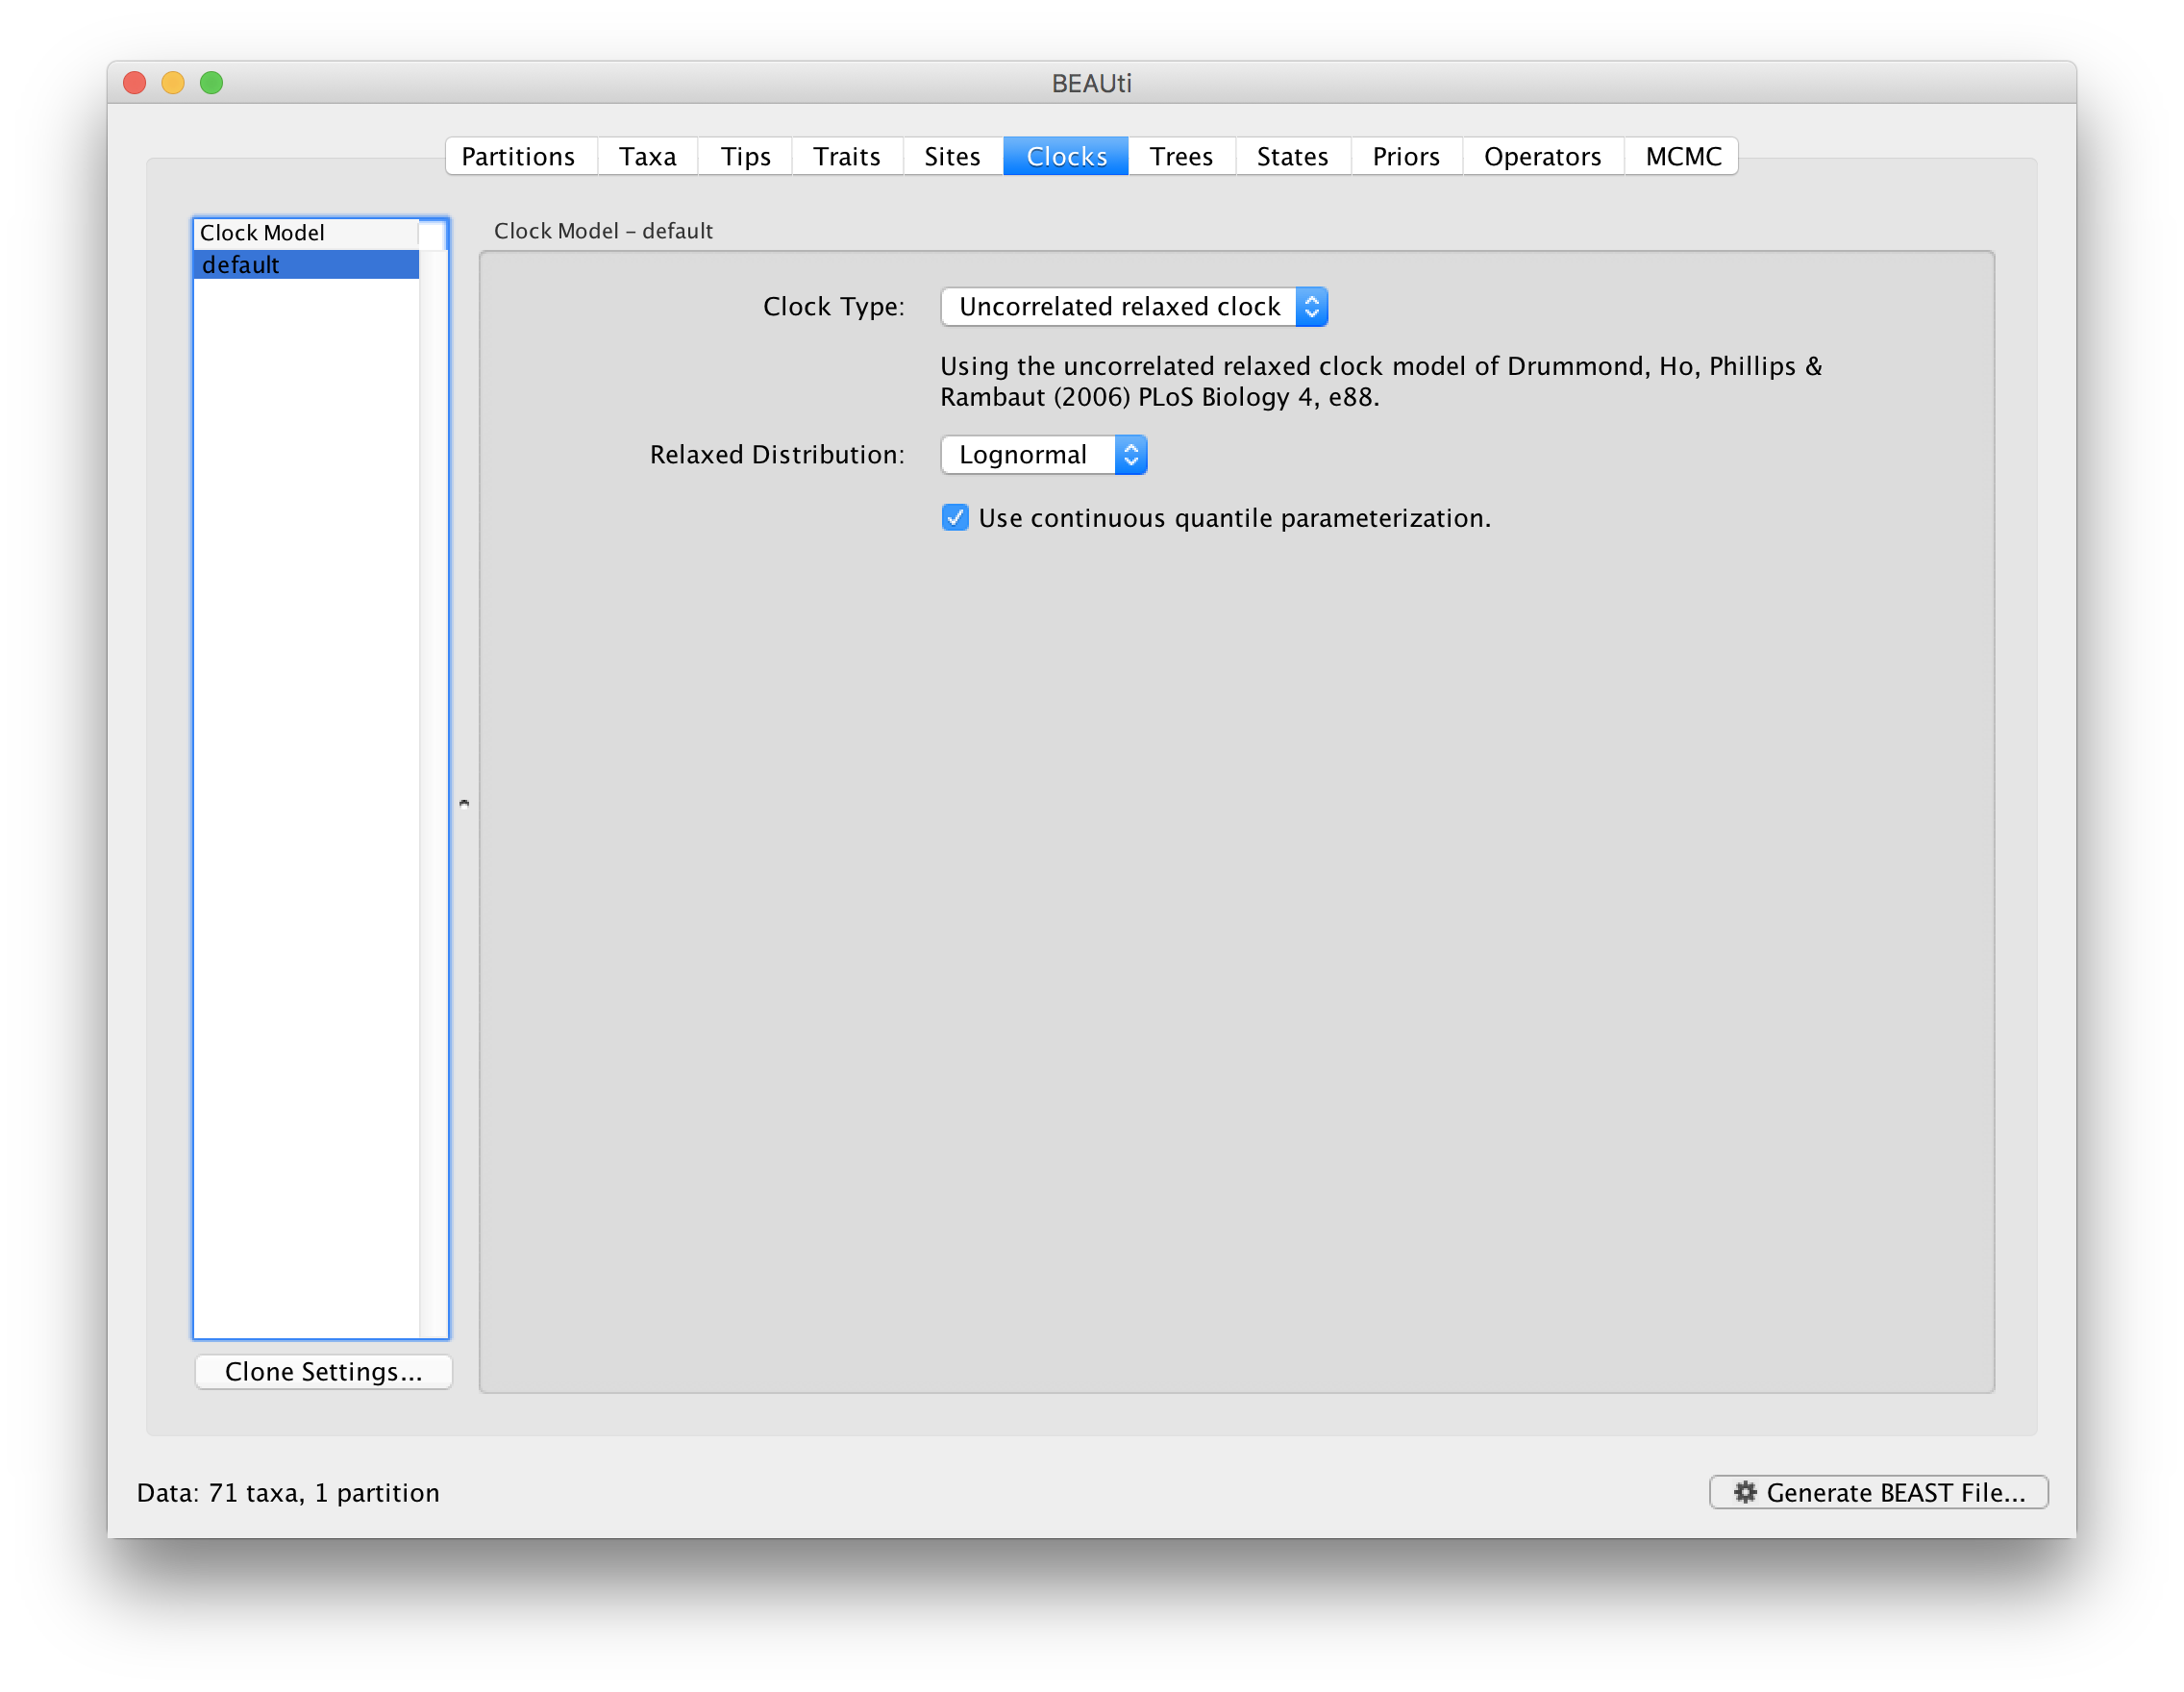 BEAUti
Partitions Taxa Tips Traits Sites Clocks Trees States Priors Operators MCMC
Clock Model
default
Clone Settings...
Clock Model – default
Clock Type: Uncorrelated relaxed clock
Using the uncorrelated relaxed clock model of Drummond, Ho, Phillips &
Rambaut (2006) PLoS Biology 4, e88.
Relaxed Distribution: Lognormal
Use continuous quantile parameterization.
Data: 71 taxa, 1 partition
Generate BEAST File...